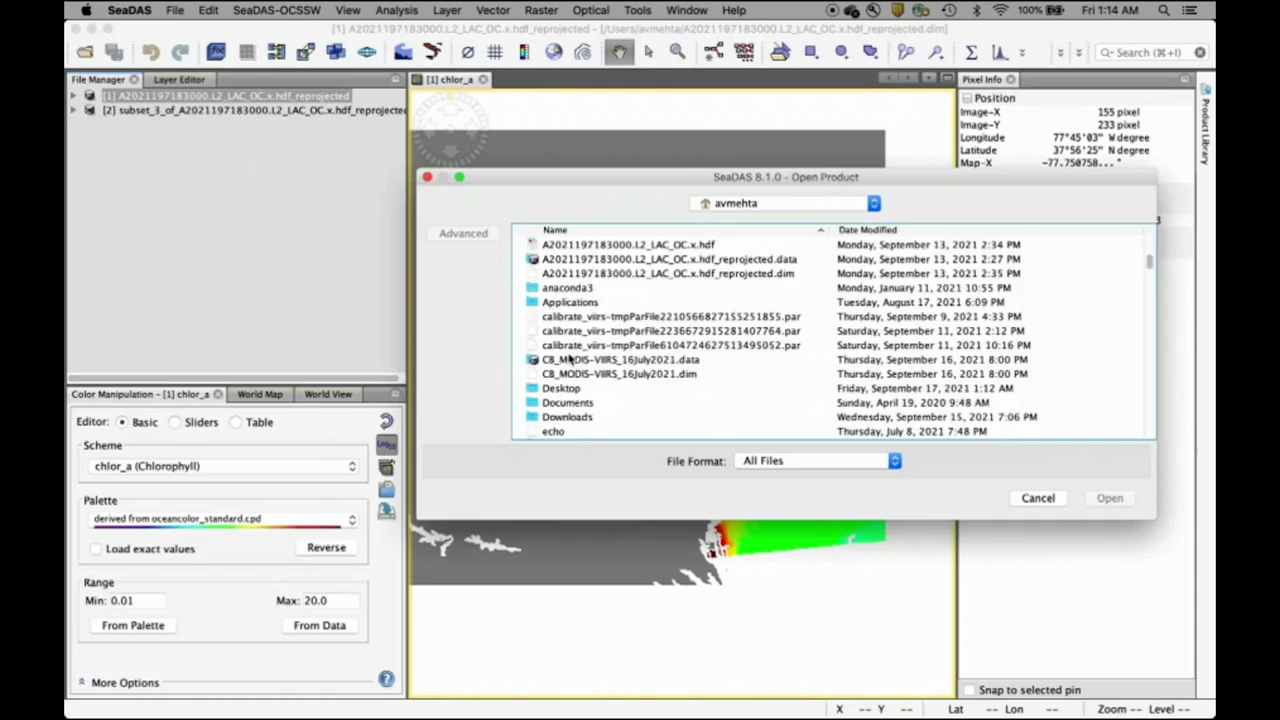 SeaDAS File Edit SeaDAS-OCSSW View Analysis Layer Vector Raster Optical Tools Window Help 100% Fri 1:14 AM
[1] A2021197183000.L2_LAC_OC.x.hdf_reprojected - [/Users/avmehta/A2021197183000.L2_LAC_OC.x.hdf_reprojected.dim]
Search (⌘+I)
File Manager Layer Editor [1] chlor_a Pixel Info
[1] A2021197183000.L2_LAC_OC.x.hdf_reprojected
[2] subset_3_of_A2021197183000.L2_LAC_OC.x.hdf_reprojected
Position
Image-X 155 pixel
Image-Y 233 pixel
Longitude 77°45'03" W degree
Latitude 37°56'25" N degree
Map-X -77.750758... °
Product Library
SeaDAS 8.1.0 - Open Product
avmehta
Advanced
Name Date Modified
A2021197183000.L2_LAC_OC.x.hdf Monday, September 13, 2021 2:34 PM
A2021197183000.L2_LAC_OC.x.hdf_reprojected.data Monday, September 13, 2021 2:27 PM
A2021197183000.L2_LAC_OC.x.hdf_reprojected.dim Monday, September 13, 2021 2:35 PM
anaconda3 Monday, January 11, 2021 10:55 PM
Applications Tuesday, August 17, 2021 6:09 PM
calibrate_viirs-tmpParFile2210566827155251855.par Thursday, September 9, 2021 4:33 PM
calibrate_viirs-tmpParFile2236672915281407764.par Saturday, September 11, 2021 2:12 PM
calibrate_viirs-tmpParFile6104724627513495052.par Saturday, September 11, 2021 10:16 PM
CB_MODIS-VIIRS_16July2021.data Thursday, September 16, 2021 8:00 PM
CB_MODIS-VIIRS_16July2021.dim Thursday, September 16, 2021 8:00 PM
Desktop Friday, September 17, 2021 1:12 AM
Documents Sunday, April 19, 2020 9:48 AM
Downloads Wednesday, September 15, 2021 7:06 PM
echo Thursday, July 8, 2021 7:48 PM
File Format: All Files
Cancel Open
Color Manipulation - [1] chlor_a World Map World View
Editor: Basic Sliders Table
Scheme
chlor_a (Chlorophyll)
Palette
derived from oceancolor_standard.cpd
Load exact values Reverse
Range
Min: 0.01 Max: 20.0
From Palette From Data
More Options
Snap to selected pin
X -- Y -- Lat -- Lon -- Zoom -- Level --